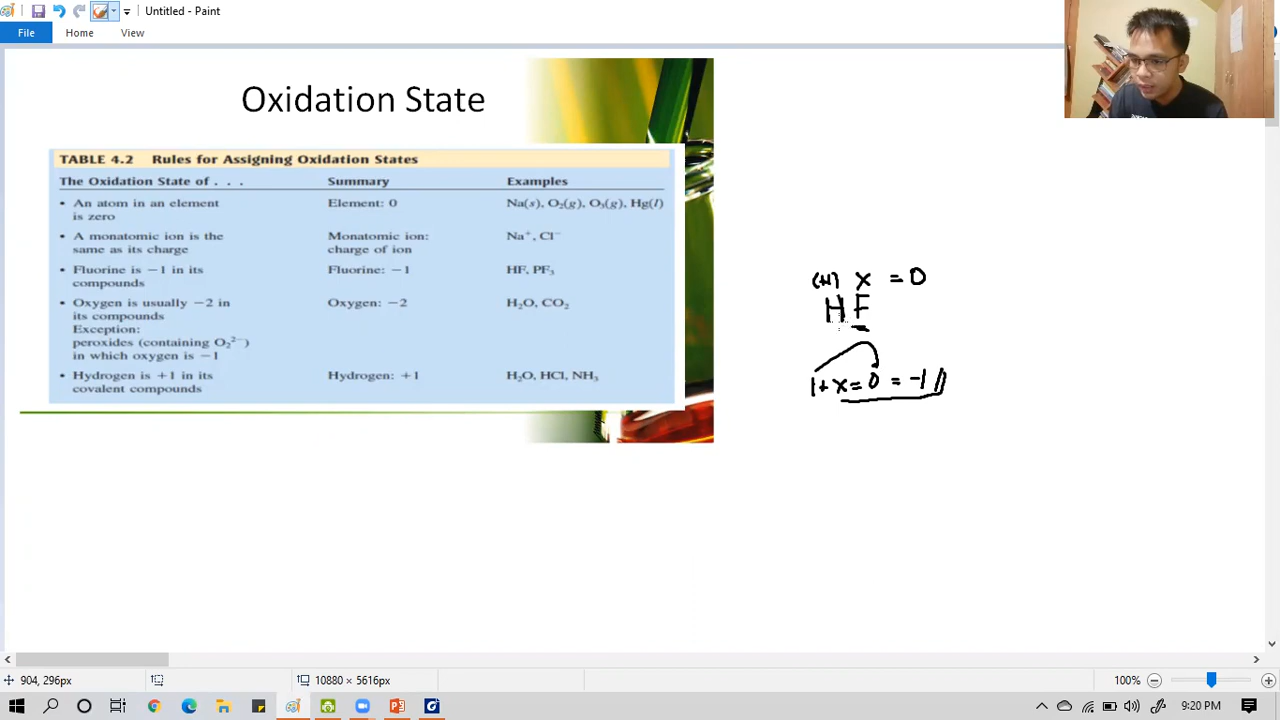 Untitled - Paint
File Home View
Oxidation State
TABLE 4.2 Rules for Assigning Oxidation States
The Oxidation State of . . . Summary Examples
• An atom in an element Element: 0 Na(s), O₂(g), O₃(g), Hg(l)
is zero
• A monatomic ion is the Monatomic ion: Na⁺, Cl⁻
same as its charge charge of ion
• Fluorine is −1 in its Fluorine: −1 HF, PF₃
compounds
• Oxygen is usually −2 in Oxygen: −2 H₂O, CO₂
its compounds
Exception:
peroxides (containing O₂²⁻)
in which oxygen is −1
• Hydrogen is +1 in its Hydrogen: +1 H₂O, HCl, NH₃
covalent compounds
x = 0
HF
1+x=0 = -1
904, 296px 10880 × 5616px 100%
9:20 PM